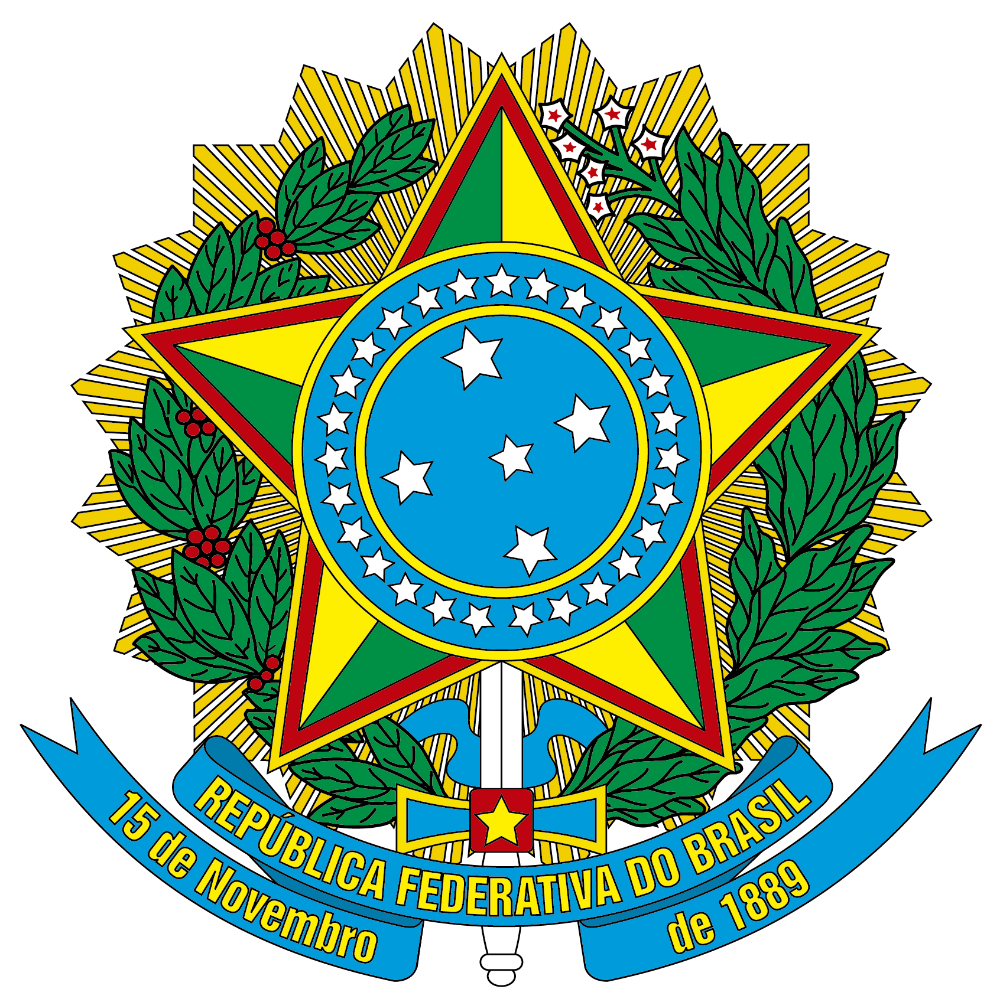 REPÚBLICA FEDERATIVA DO BRASIL
15 de Novembro
de 1889